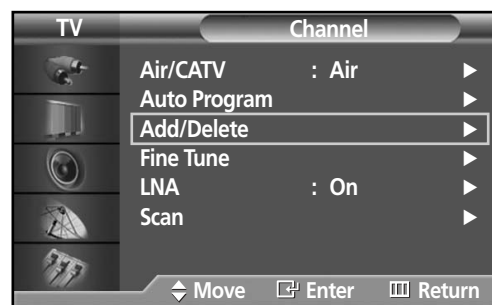 TV Channel
Air/CATV : Air
Auto Program
Add/Delete
Fine Tune
LNA : On
Scan
Move Enter Return